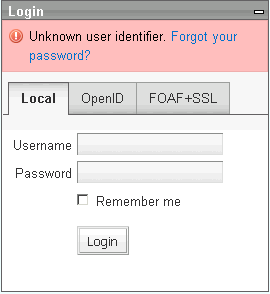 Login
Unknown user identifier. Forgot your
password?
Local OpenID FOAF+SSL
Username
Password
Remember me
Login